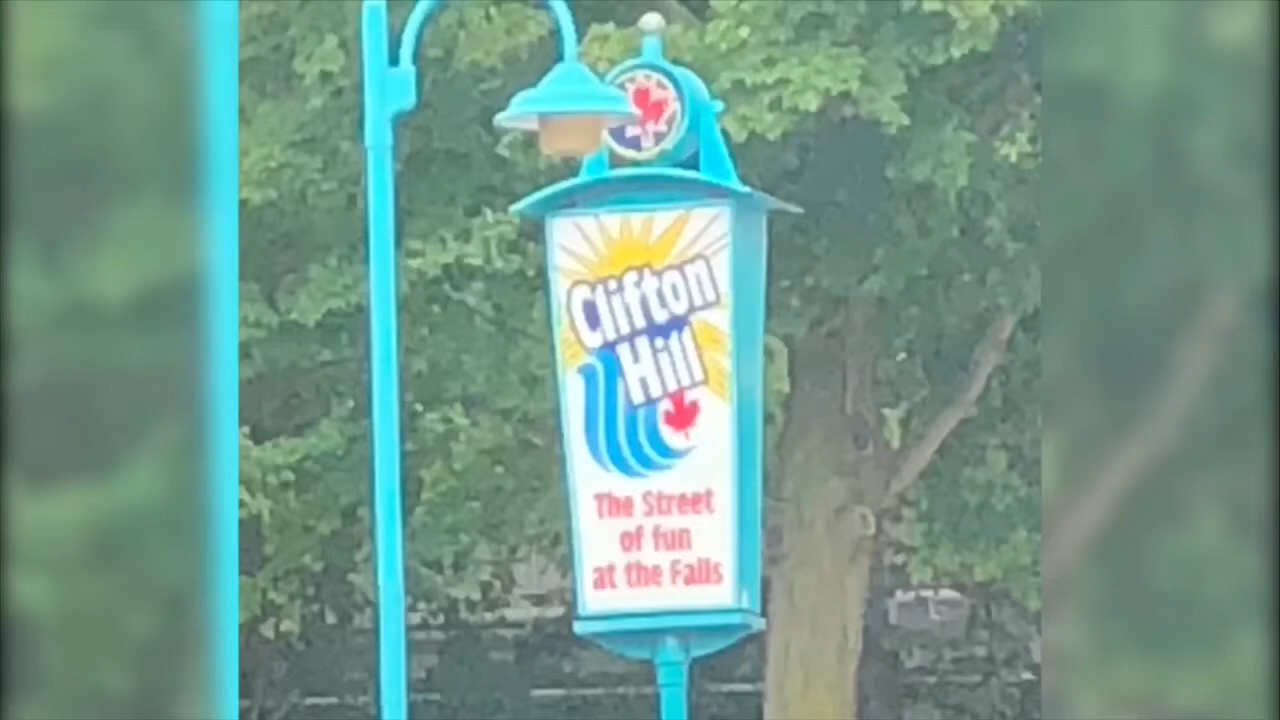 Clifton
Hill
The Street
of fun
at the Falls